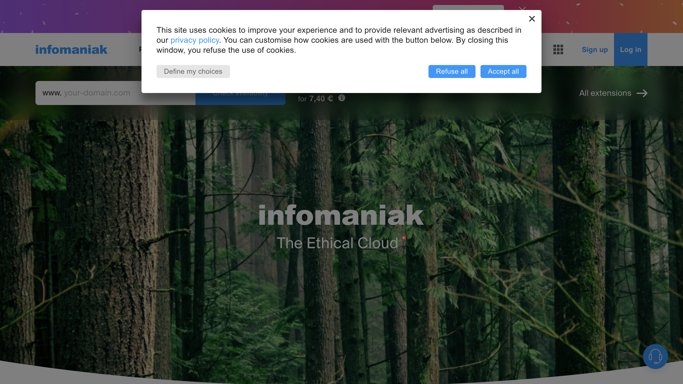 This site uses cookies to improve your experience and to provide relevant advertising as described in
our privacy policy. You can customise how cookies are used with the button below. By closing this
window, you refuse the use of cookies.
Define my choices
Refuse all
Accept all
infomaniak
Sign up
Log in
www. your-domain.com
for 7,40 €
All extensions
infomaniak
The Ethical Cloud